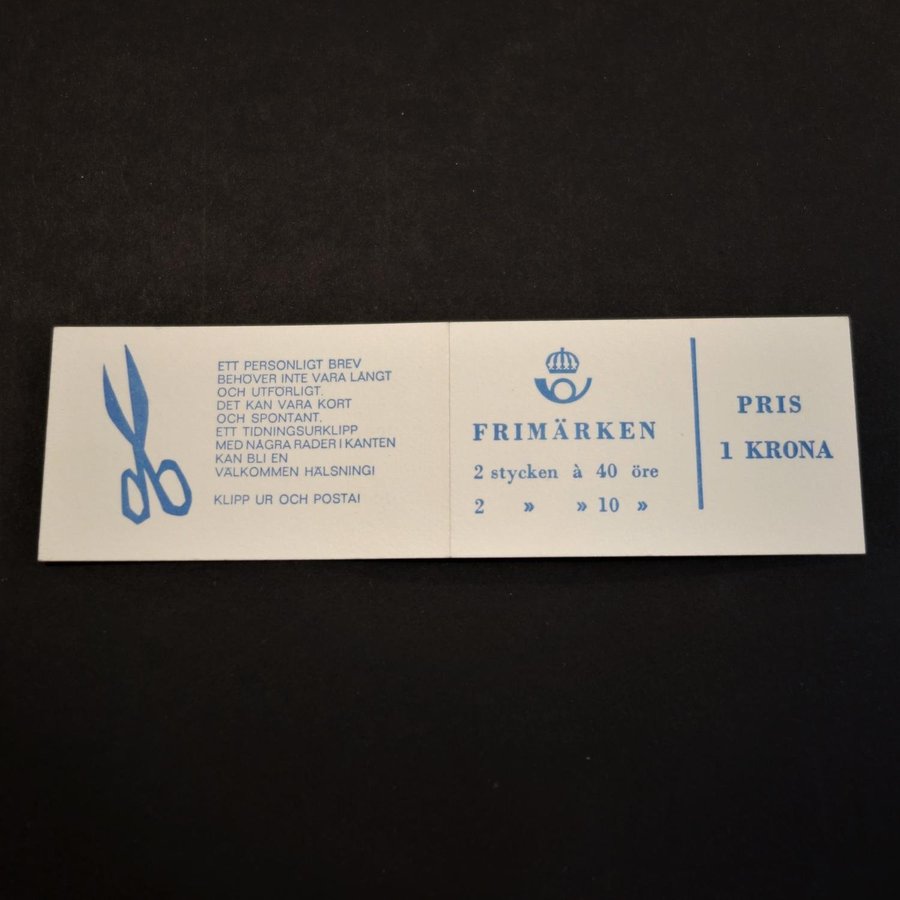 ETT PERSONLIGT BREV
BEHÖVER INTE VARA LÅNGT
OCH UTFÖRLIGT.
DET KAN VARA KORT
OCH SPONTANT.
ETT TIDNINGSURKLIPP
MED NÅGRA RADER I KANTEN
KAN BLI EN
VÄLKOMMEN HÄLSNING!
KLIPP UR OCH POSTA!
FRIMÄRKEN
2 stycken à 40 öre
2 » » 10 »
PRIS
1 KRONA